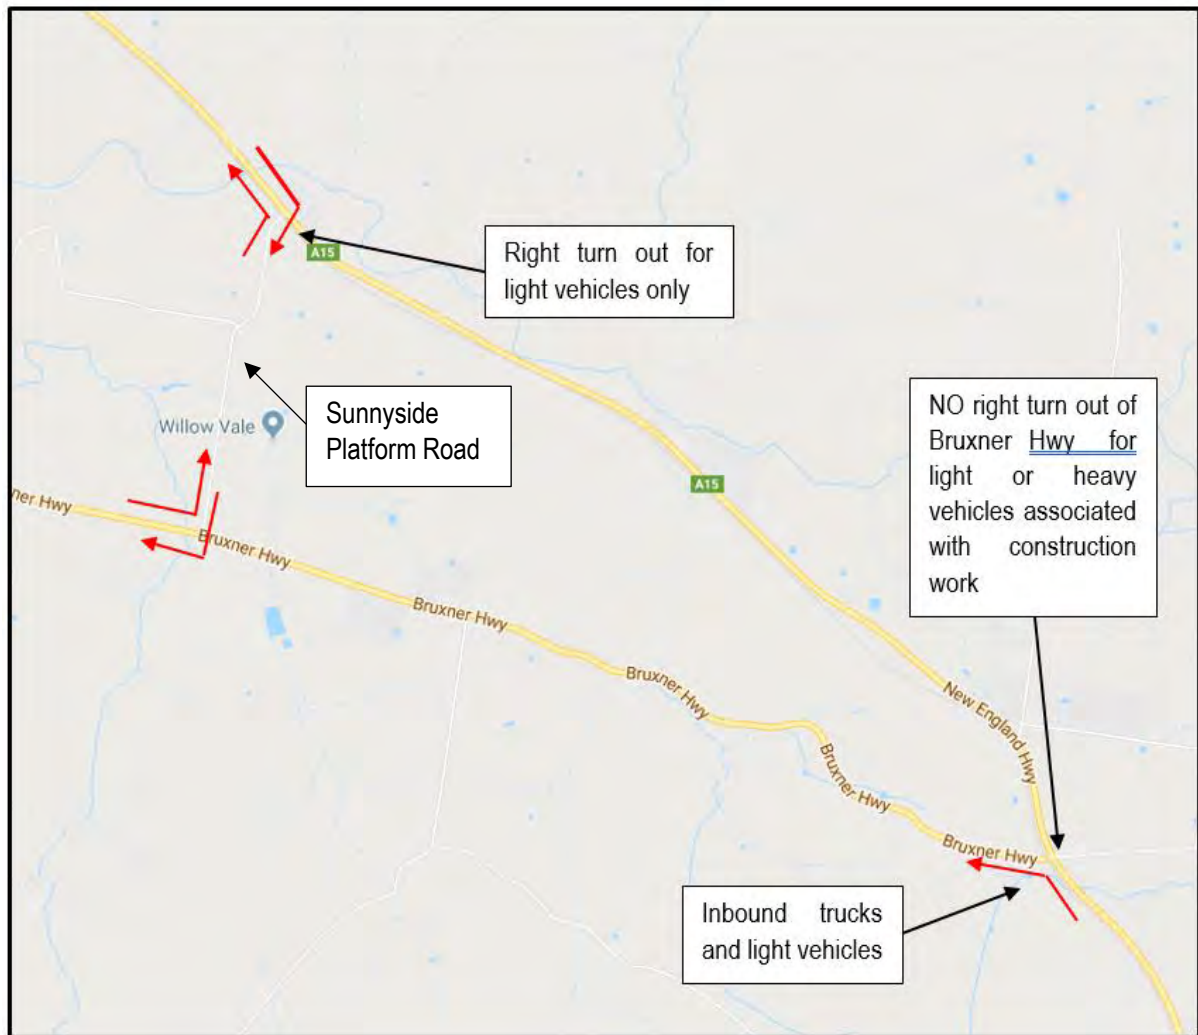 Right turn out for
light vehicles only
A15
Sunnyside
Platform Road
NO right turn out of
Bruxner Hwy for
light or heavy
vehicles associated
with construction
work
Willow Vale
A15
ner Hwy
Bruxner Hwy
Bruxner Hwy
Bruxner Hwy
New England Hwy
Bruxner Hwy
Bruxner Hwy
Inbound trucks
and light vehicles